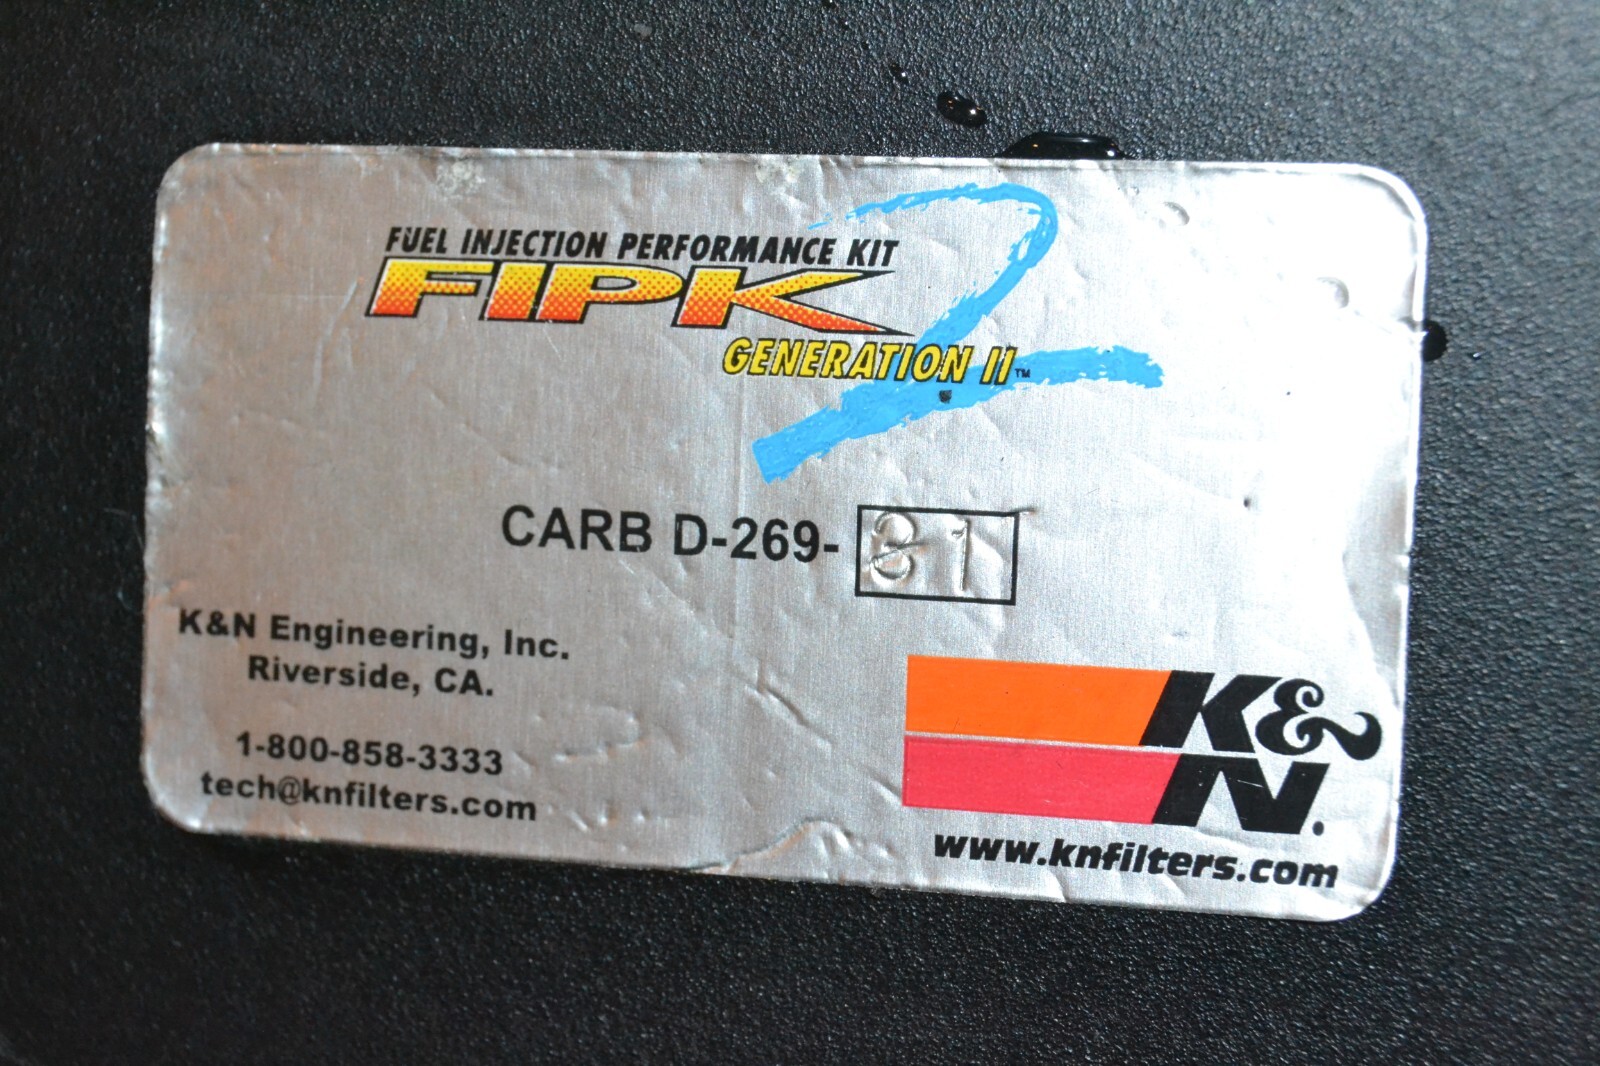 FUEL INJECTION PERFORMANCE KIT
FIPK 2
GENERATION II™
CARB D-269-81
K&N Engineering, Inc.
Riverside, CA.
1-800-858-3333
tech@knfilters.com
K&N.
www.knfilters.com